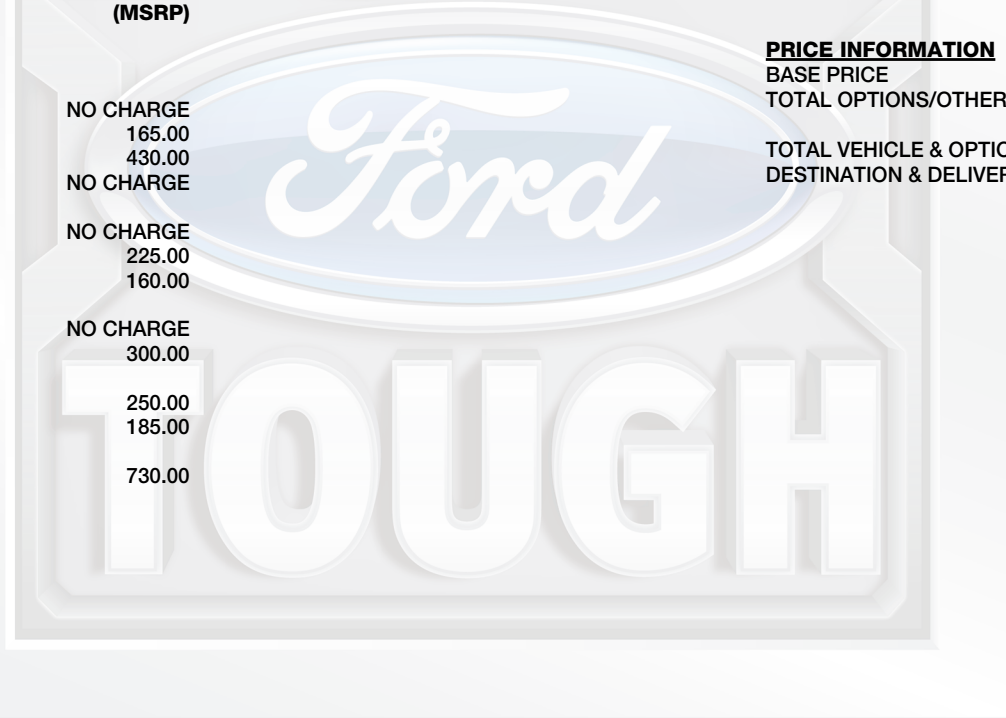 (MSRP)
NO CHARGE
165.00
430.00
NO CHARGE
NO CHARGE
225.00
160.00
NO CHARGE
300.00
250.00
185.00
730.00
PRICE INFORMATION
BASE PRICE
TOTAL OPTIONS/OTHER
TOTAL VEHICLE & OPTIO
DESTINATION & DELIVER
Ford
TOUGH